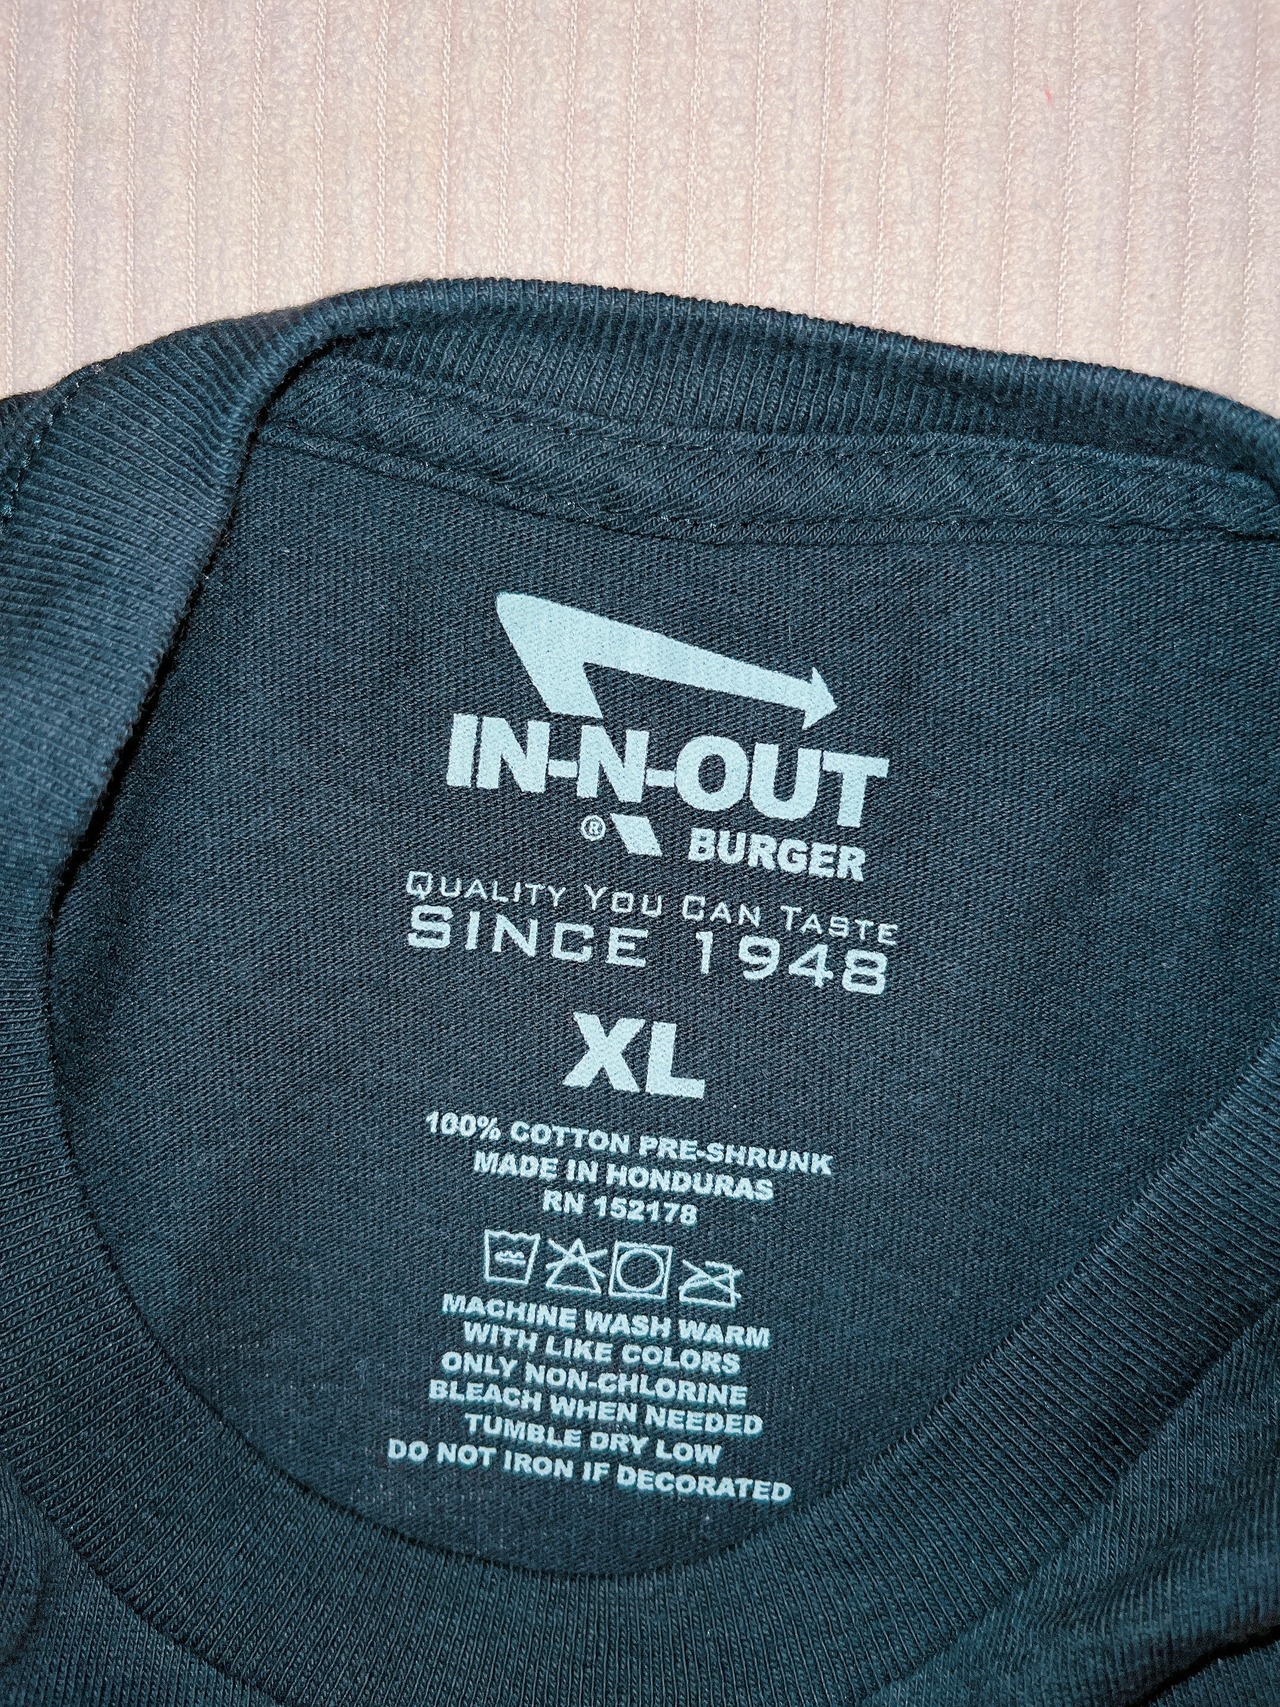 IN-N-OUT
® BURGER
QUALITY YOU CAN TASTE
SINCE 1948
XL
100% COTTON PRE-SHRUNK
MADE IN HONDURAS
RN 152178
MACHINE WASH WARM
WITH LIKE COLORS
ONLY NON-CHLORINE
BLEACH WHEN NEEDED
TUMBLE DRY LOW
DO NOT IRON IF DECORATED